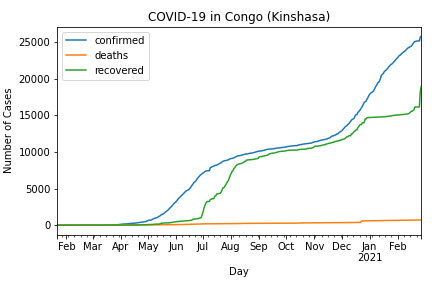 COVID-19 in Congo (Kinshasa)
confirmed
deaths
recovered
Number of Cases
25000
20000
15000
10000
5000
0
Feb Mar Apr May Jun Jul Aug Sep Oct Nov Dec Jan Feb
2021
Day